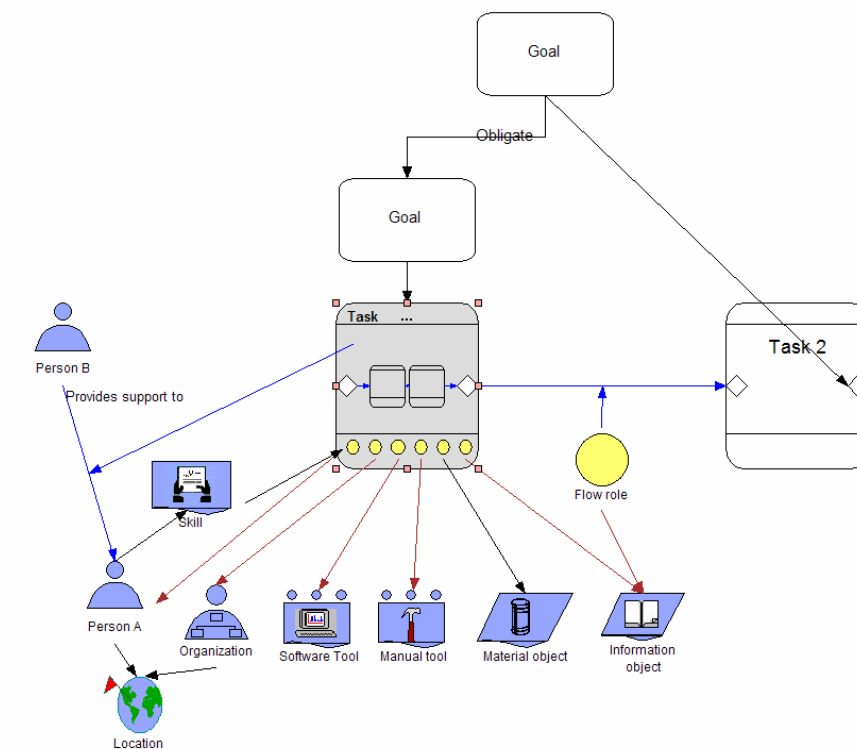 Goal
Obligate
Goal
Task ...
Task 2
Person B
Provides support to
Flow role
Skill
Person A
Organization
Software Tool
Manual tool
Material object
Information
object
Location